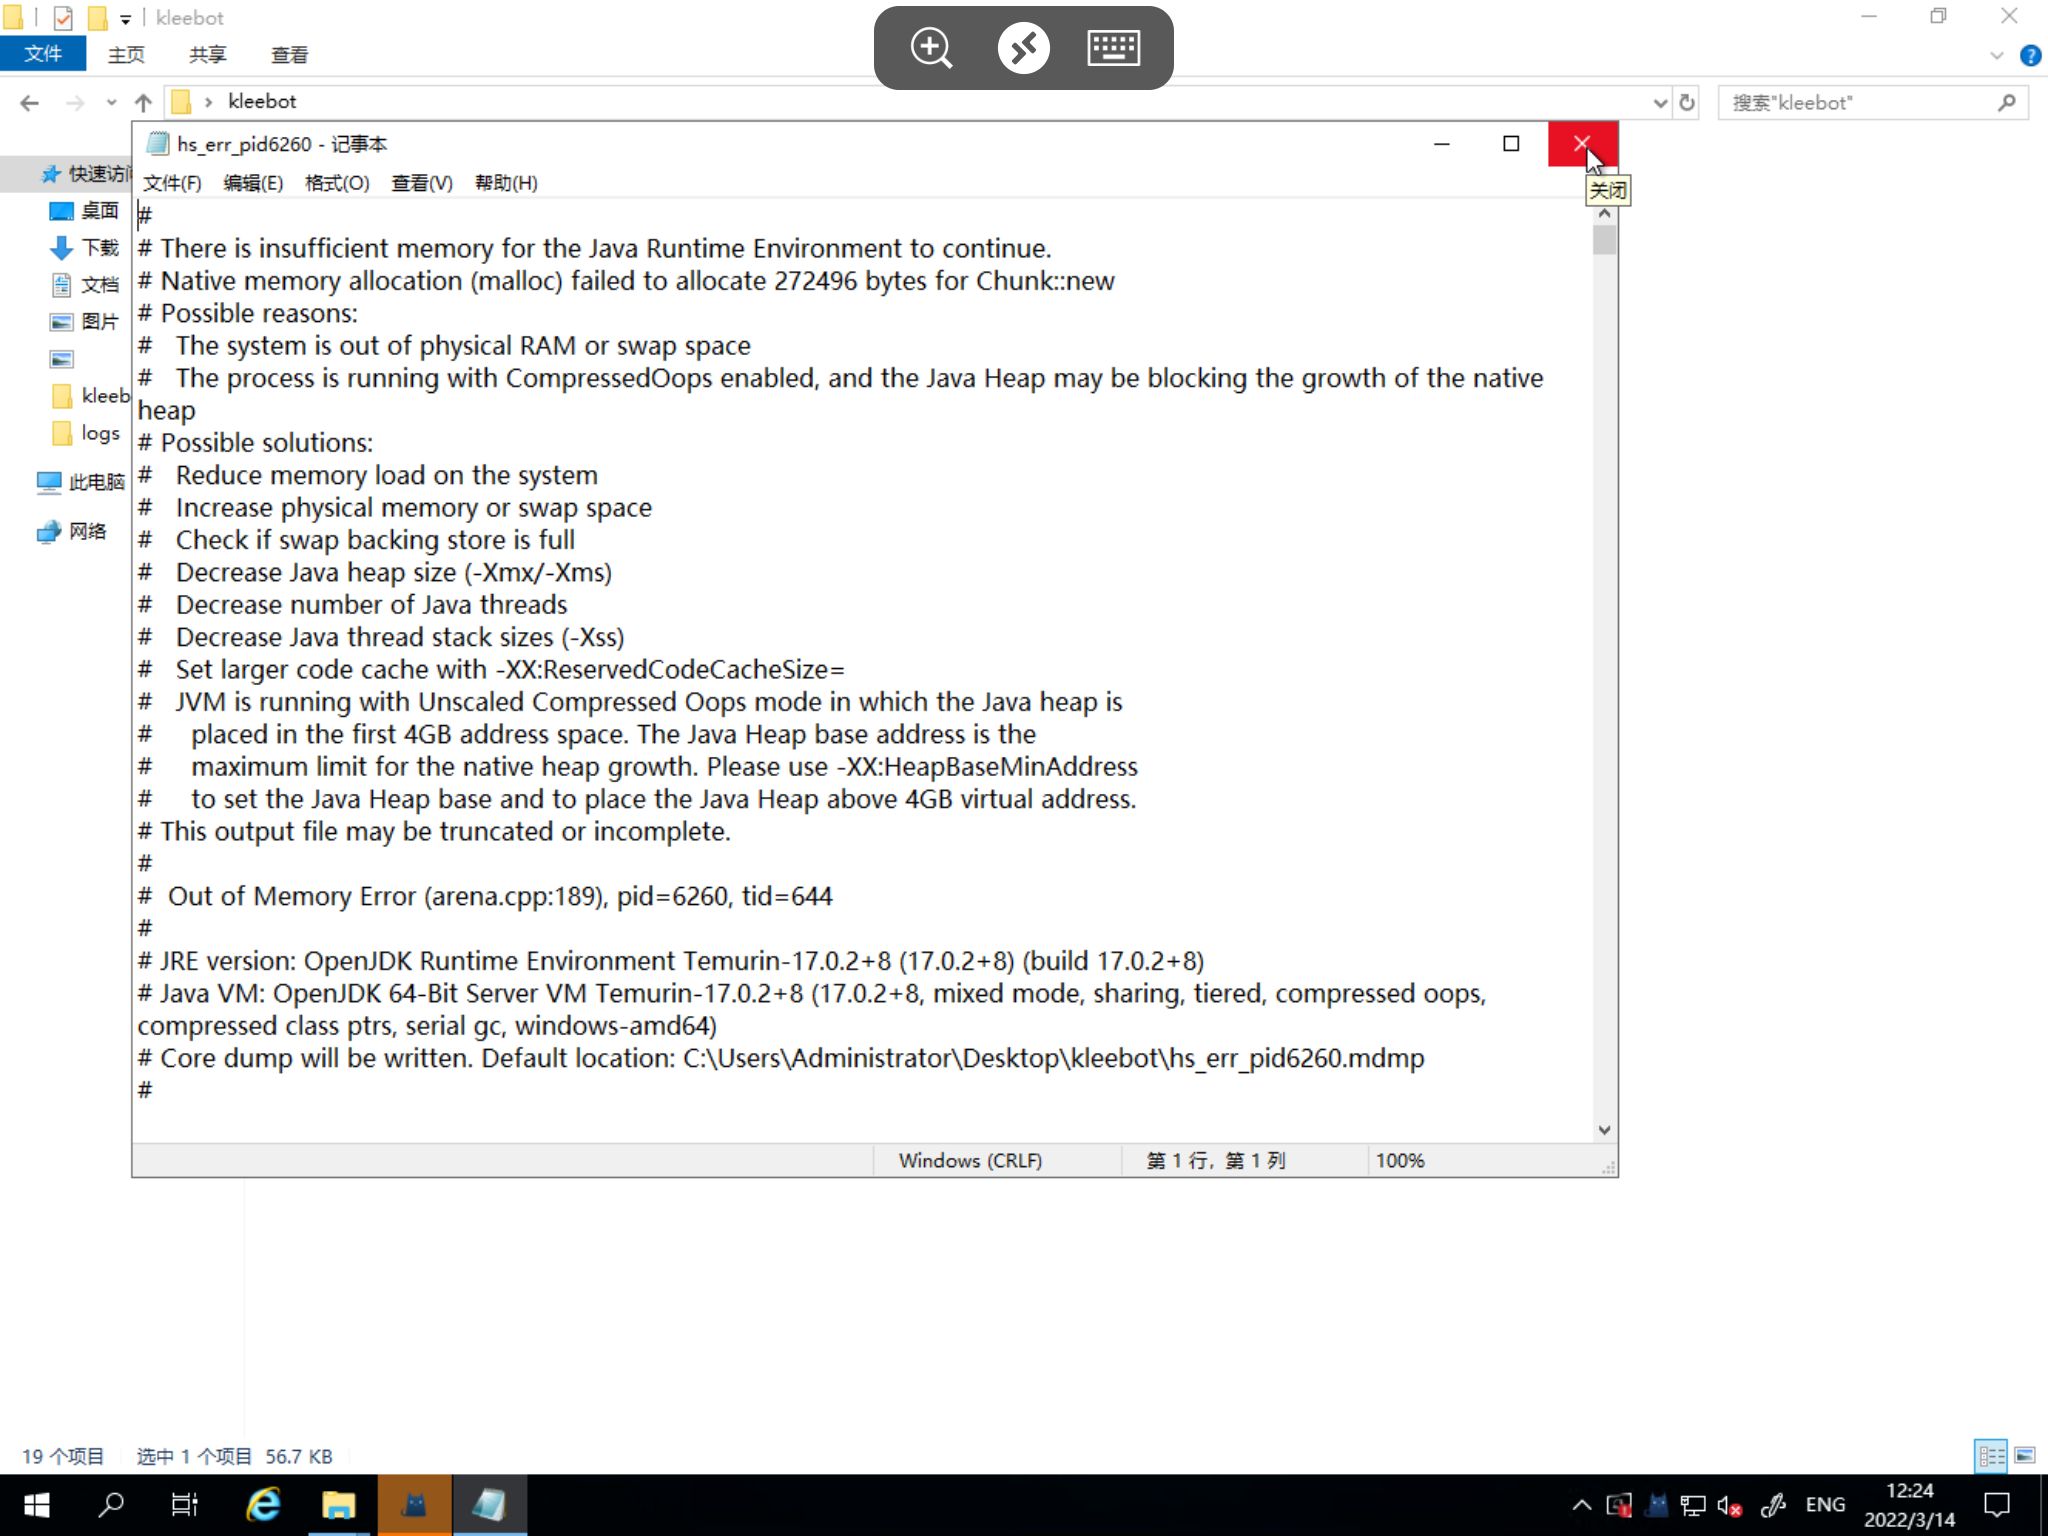 kleebot
文件 主页 共享 查看
kleebot
搜索"kleebot"
hs_err_pid6260 - 记事本
关闭
文件(F) 编辑(E) 格式(O) 查看(V) 帮助(H)
快速访
桌面
下载
文档
图片
kleeb
logs
此电脑
网络
#
# There is insufficient memory for the Java Runtime Environment to continue.
# Native memory allocation (malloc) failed to allocate 272496 bytes for Chunk::new
# Possible reasons:
#   The system is out of physical RAM or swap space
#   The process is running with CompressedOops enabled, and the Java Heap may be blocking the growth of the native
heap
# Possible solutions:
#   Reduce memory load on the system
#   Increase physical memory or swap space
#   Check if swap backing store is full
#   Decrease Java heap size (-Xmx/-Xms)
#   Decrease number of Java threads
#   Decrease Java thread stack sizes (-Xss)
#   Set larger code cache with -XX:ReservedCodeCacheSize=
#   JVM is running with Unscaled Compressed Oops mode in which the Java heap is
#     placed in the first 4GB address space. The Java Heap base address is the
#     maximum limit for the native heap growth. Please use -XX:HeapBaseMinAddress
#     to set the Java Heap base and to place the Java Heap above 4GB virtual address.
# This output file may be truncated or incomplete.
#
#  Out of Memory Error (arena.cpp:189), pid=6260, tid=644
#
# JRE version: OpenJDK Runtime Environment Temurin-17.0.2+8 (17.0.2+8) (build 17.0.2+8)
# Java VM: OpenJDK 64-Bit Server VM Temurin-17.0.2+8 (17.0.2+8, mixed mode, sharing, tiered, compressed oops,
compressed class ptrs, serial gc, windows-amd64)
# Core dump will be written. Default location: C:\Users\Administrator\Desktop\kleebot\hs_err_pid6260.mdmp
#
Windows (CRLF) 第 1 行，第 1 列 100%
19 个项目 选中 1 个项目 56.7 KB
ENG
12:24
2022/3/14